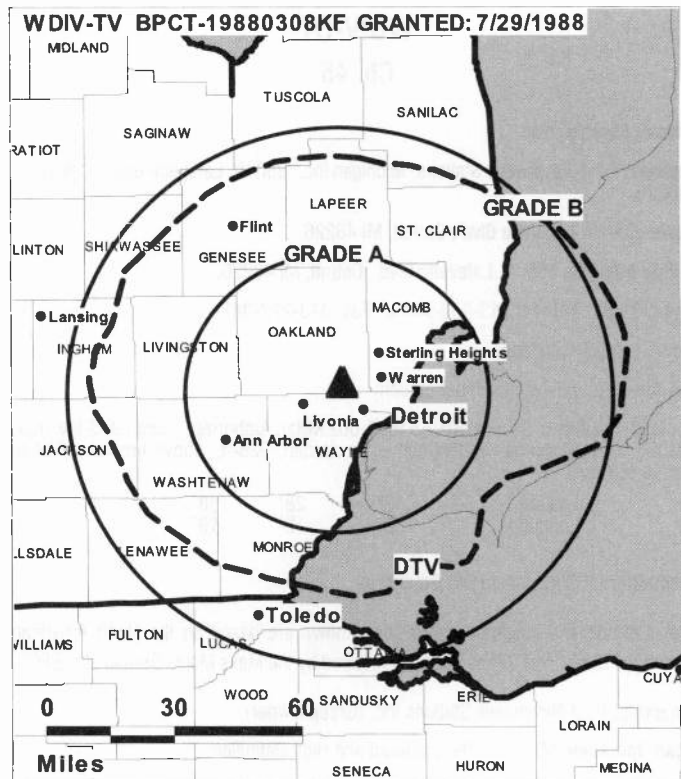 WDIV-TV BPCT-19880308KF GRANTED: 7/29/1988
MIDLAND
TUSCOLA
SANILAC
SAGINAW
RATIOT
LAPEER
GRADE B
Flint
ST. CLAIR
CLINTON
SHIAWASSEE
GENESEE
GRADE A
MACOMB
Lansing
OAKLAND
INGHAM
LIVINGSTON
Sterling Heights
Warren
Livonia
Detroit
Ann Arbor
WAYNE
JACKSON
WASHTENAW
LLSDALE
LENAWEE
MONROE
DTV
Toledo
WILLIAMS
FULTON
LUCAS
OTTAWA
CUYA
WOOD
SANDUSKY
ERIE
0 30 60
LORAIN
Miles
SENECA
HURON
MEDINA